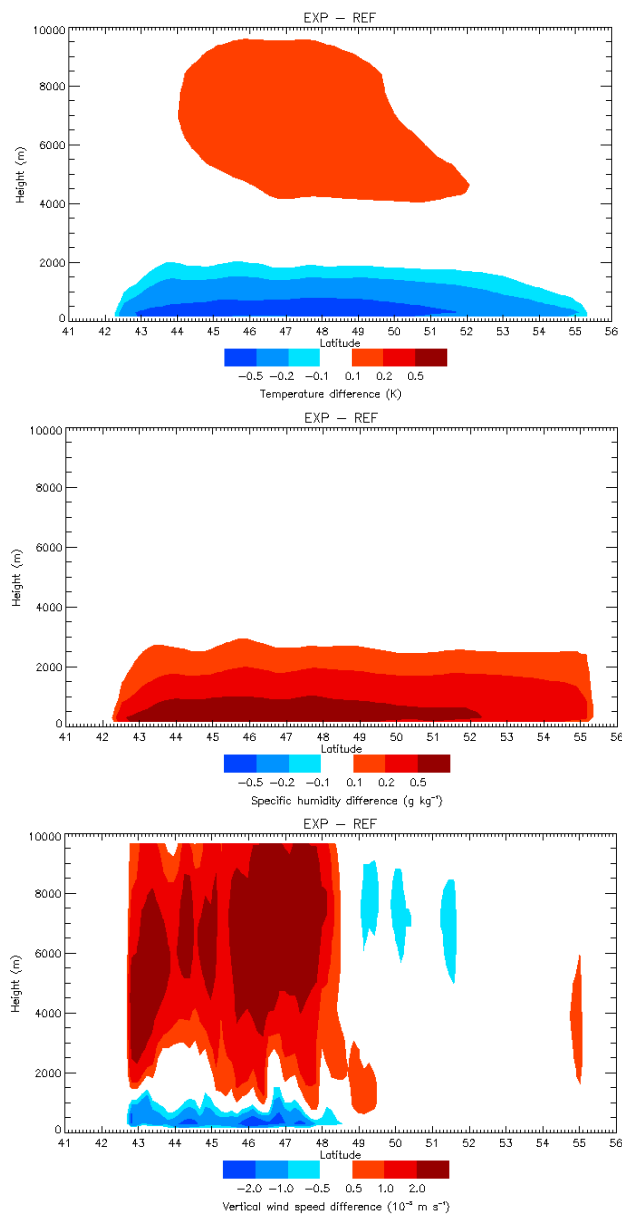 EXP – REF
10000
8000
6000
4000
2000
0
Height (m)
41 42 43 44 45 46 47 48 49 50 51 52 53 54 55 56
Latitude
−0.5 −0.2 −0.1 0.1 0.2 0.5
Temperature difference (K)
EXP – REF
10000
8000
6000
4000
2000
0
Height (m)
41 42 43 44 45 46 47 48 49 50 51 52 53 54 55 56
Latitude
−0.5 −0.2 −0.1 0.1 0.2 0.5
Specific humidity difference (g kg⁻¹)
EXP – REF
10000
8000
6000
4000
2000
0
Height (m)
41 42 43 44 45 46 47 48 49 50 51 52 53 54 55 56
Latitude
−2.0 −1.0 −0.5 0.5 1.0 2.0
Vertical wind speed difference (10⁻³ m s⁻¹)